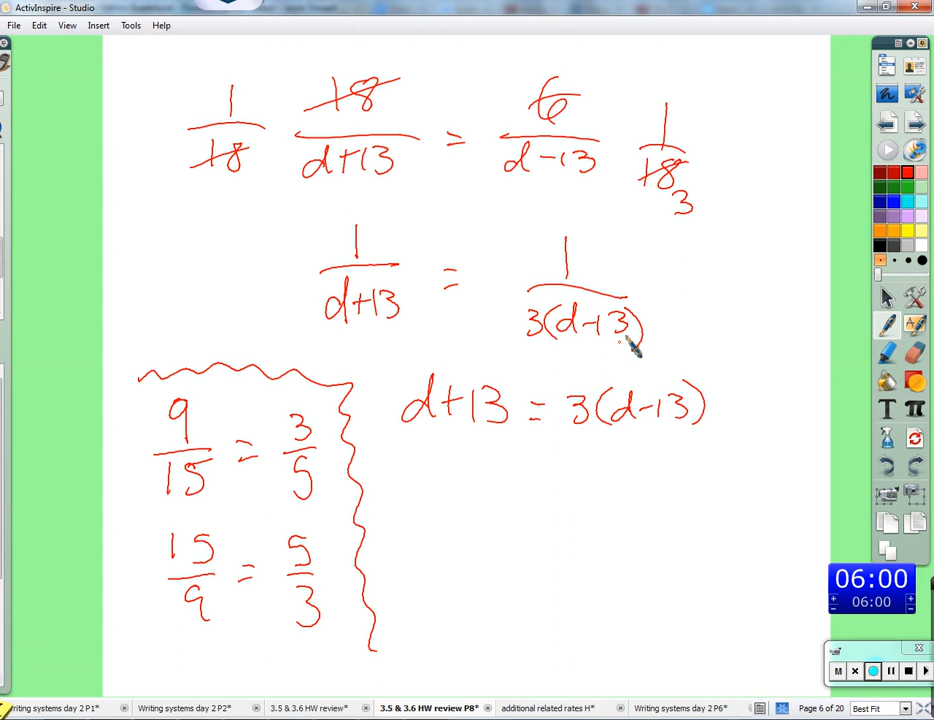 ActivInspire - Studio
File Edit View Insert Tools Help
1/18 18/(d+13) = 6/(d-13) 1/18
3
1/(d+13) = 1/(3(d-13))
d+13 = 3(d-13)
9/15 = 3/5
15/9 = 5/3
06:00
06:00
M
riting systems day 2 P1* Writing systems day 2 P2* 3.5 & 3.6 HW review* 3.5 & 3.6 HW review P8* additional related rates H* Writing systems day 2 P6* Page 6 of 20 Best Fit